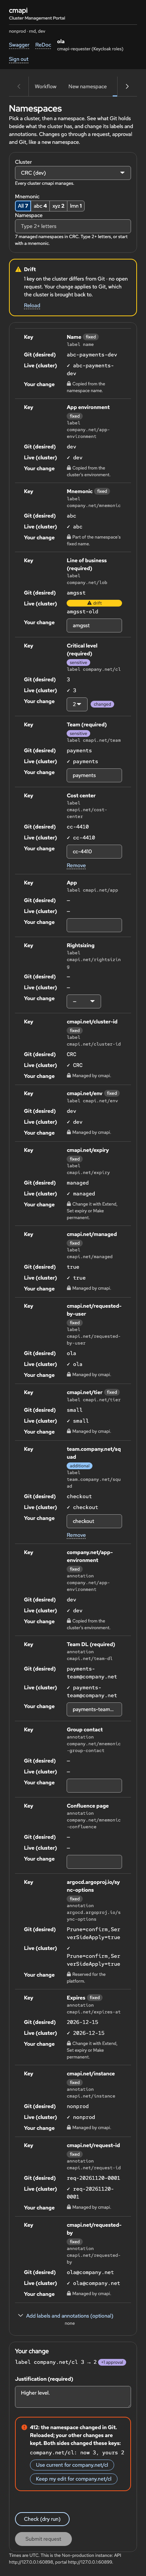 cmapi
Cluster Management Portal
nonprod · rnd, dev
Swagger ReDoc ola
cmapi-requester (Keycloak roles)
Sign out
Workflow New namespace
Namespaces
Pick a cluster, then a namespace. See what Git holds
beside what the cluster has, and change its labels and
annotations. Changes go through a request, approval
and Git, like a new namespace.
Cluster
CRC (dev)
Every cluster cmapi manages.
Mnemonic
All 7 abc 4 xyz 2 lmn 1
Namespace
Type 2+ letters
7 managed namespaces in CRC. Type 2+ letters, or start
with a mnemonic.
Drift
1 key on the cluster differs from Git · no open
request. Your change applies to Git, which
the cluster is brought back to.
Reload
Key Name fixed
label name
Git (desired) abc-payments-dev
Live (cluster) ✓ abc-payments-
dev
Your change Copied from the
namespace name.
Key App environment
fixed
label
company.net/app-
environment
Git (desired) dev
Live (cluster) ✓ dev
Your change Copied from the
cluster's environment.
Key Mnemonic fixed
label
company.net/mnemonic
Git (desired) abc
Live (cluster) ✓ abc
Your change Part of the namespace's
fixed name.
Key Line of business
(required)
label
company.net/lob
Git (desired) amgsst
Live (cluster) drift
amgsst-old
Your change amgst
Key Critical level
(required)
sensitive
label company.net/cl
Git (desired) 3
Live (cluster) ✓ 3
Your change 2 changed
Key Team (required)
sensitive
label cmapi.net/team
Git (desired) payments
Live (cluster) ✓ payments
Your change payments
Key Cost center
label
cmapi.net/cost-
center
Git (desired) cc-4410
Live (cluster) ✓ cc-4410
Your change cc-4410
Remove
Key App
label cmapi.net/app
Git (desired) —
Live (cluster) —
Your change
Key Rightsizing
label
cmapi.net/rightsizin
g
Git (desired) —
Live (cluster) —
Your change —
Key cmapi.net/cluster-id
fixed
label
cmapi.net/cluster-id
Git (desired) CRC
Live (cluster) ✓ CRC
Your change Managed by cmapi.
Key cmapi.net/env fixed
label cmapi.net/env
Git (desired) dev
Live (cluster) ✓ dev
Your change Managed by cmapi.
Key cmapi.net/expiry
fixed
label
cmapi.net/expiry
Git (desired) managed
Live (cluster) ✓ managed
Your change Change it with Extend,
Set expiry or Make
permanent.
Key cmapi.net/managed
fixed
label
cmapi.net/managed
Git (desired) true
Live (cluster) ✓ true
Your change Managed by cmapi.
Key cmapi.net/requested-
by-user
fixed
label
cmapi.net/requested-
by-user
Git (desired) ola
Live (cluster) ✓ ola
Your change Managed by cmapi.
Key cmapi.net/tier fixed
label cmapi.net/tier
Git (desired) small
Live (cluster) ✓ small
Your change Managed by cmapi.
Key team.company.net/sq
uad
additional
label
team.company.net/squ
ad
Git (desired) checkout
Live (cluster) ✓ checkout
Your change checkout
Remove
Key company.net/app-
environment
fixed
annotation
company.net/app-
environment
Git (desired) dev
Live (cluster) ✓ dev
Your change Copied from the
cluster's environment.
Key Team DL (required)
annotation
cmapi.net/team-dl
Git (desired) payments-
team@company.net
Live (cluster) ✓ payments-
team@company.net
Your change payments-team...
Key Group contact
annotation
company.net/mnemonic
-group-contact
Git (desired) —
Live (cluster) —
Your change
Key Confluence page
annotation
company.net/mnemonic
-confluence
Git (desired) —
Live (cluster) —
Your change
Key argocd.argoproj.io/sy
nc-options
fixed
annotation
argocd.argoproj.io/s
ync-options
Git (desired) Prune=confirm,Ser
verSideApply=true
Live (cluster) ✓
Prune=confirm,Ser
verSideApply=true
Your change Reserved for the
platform.
Key Expires fixed
annotation
cmapi.net/expires-at
Git (desired) 2026-12-15
Live (cluster) ✓ 2026-12-15
Your change Change it with Extend,
Set expiry or Make
permanent.
Key cmapi.net/instance
fixed
annotation
cmapi.net/instance
Git (desired) nonprod
Live (cluster) ✓ nonprod
Your change Managed by cmapi.
Key cmapi.net/request-id
fixed
annotation
cmapi.net/request-id
Git (desired) req-20261120-0001
Live (cluster) ✓ req-20261120-
0001
Your change Managed by cmapi.
Key cmapi.net/requested-
by
fixed
annotation
cmapi.net/requested-
by
Git (desired) ola@company.net
Live (cluster) ✓ ola@company.net
Your change Managed by cmapi.
Add labels and annotations (optional)
none
Your change
label company.net/cl 3 → 2 +1 approval
Justification (required)
Higher level.
412: the namespace changed in Git.
Reloaded; your other changes are
kept. Both sides changed these keys:
company.net/cl: now 3, yours 2
Use current for company.net/cl
Keep my edit for company.net/cl
Check (dry run)
Submit request
Times are UTC. This is the Non-production instance. API
http://127.0.0.1:60898, portal http://127.0.0.1:60899.